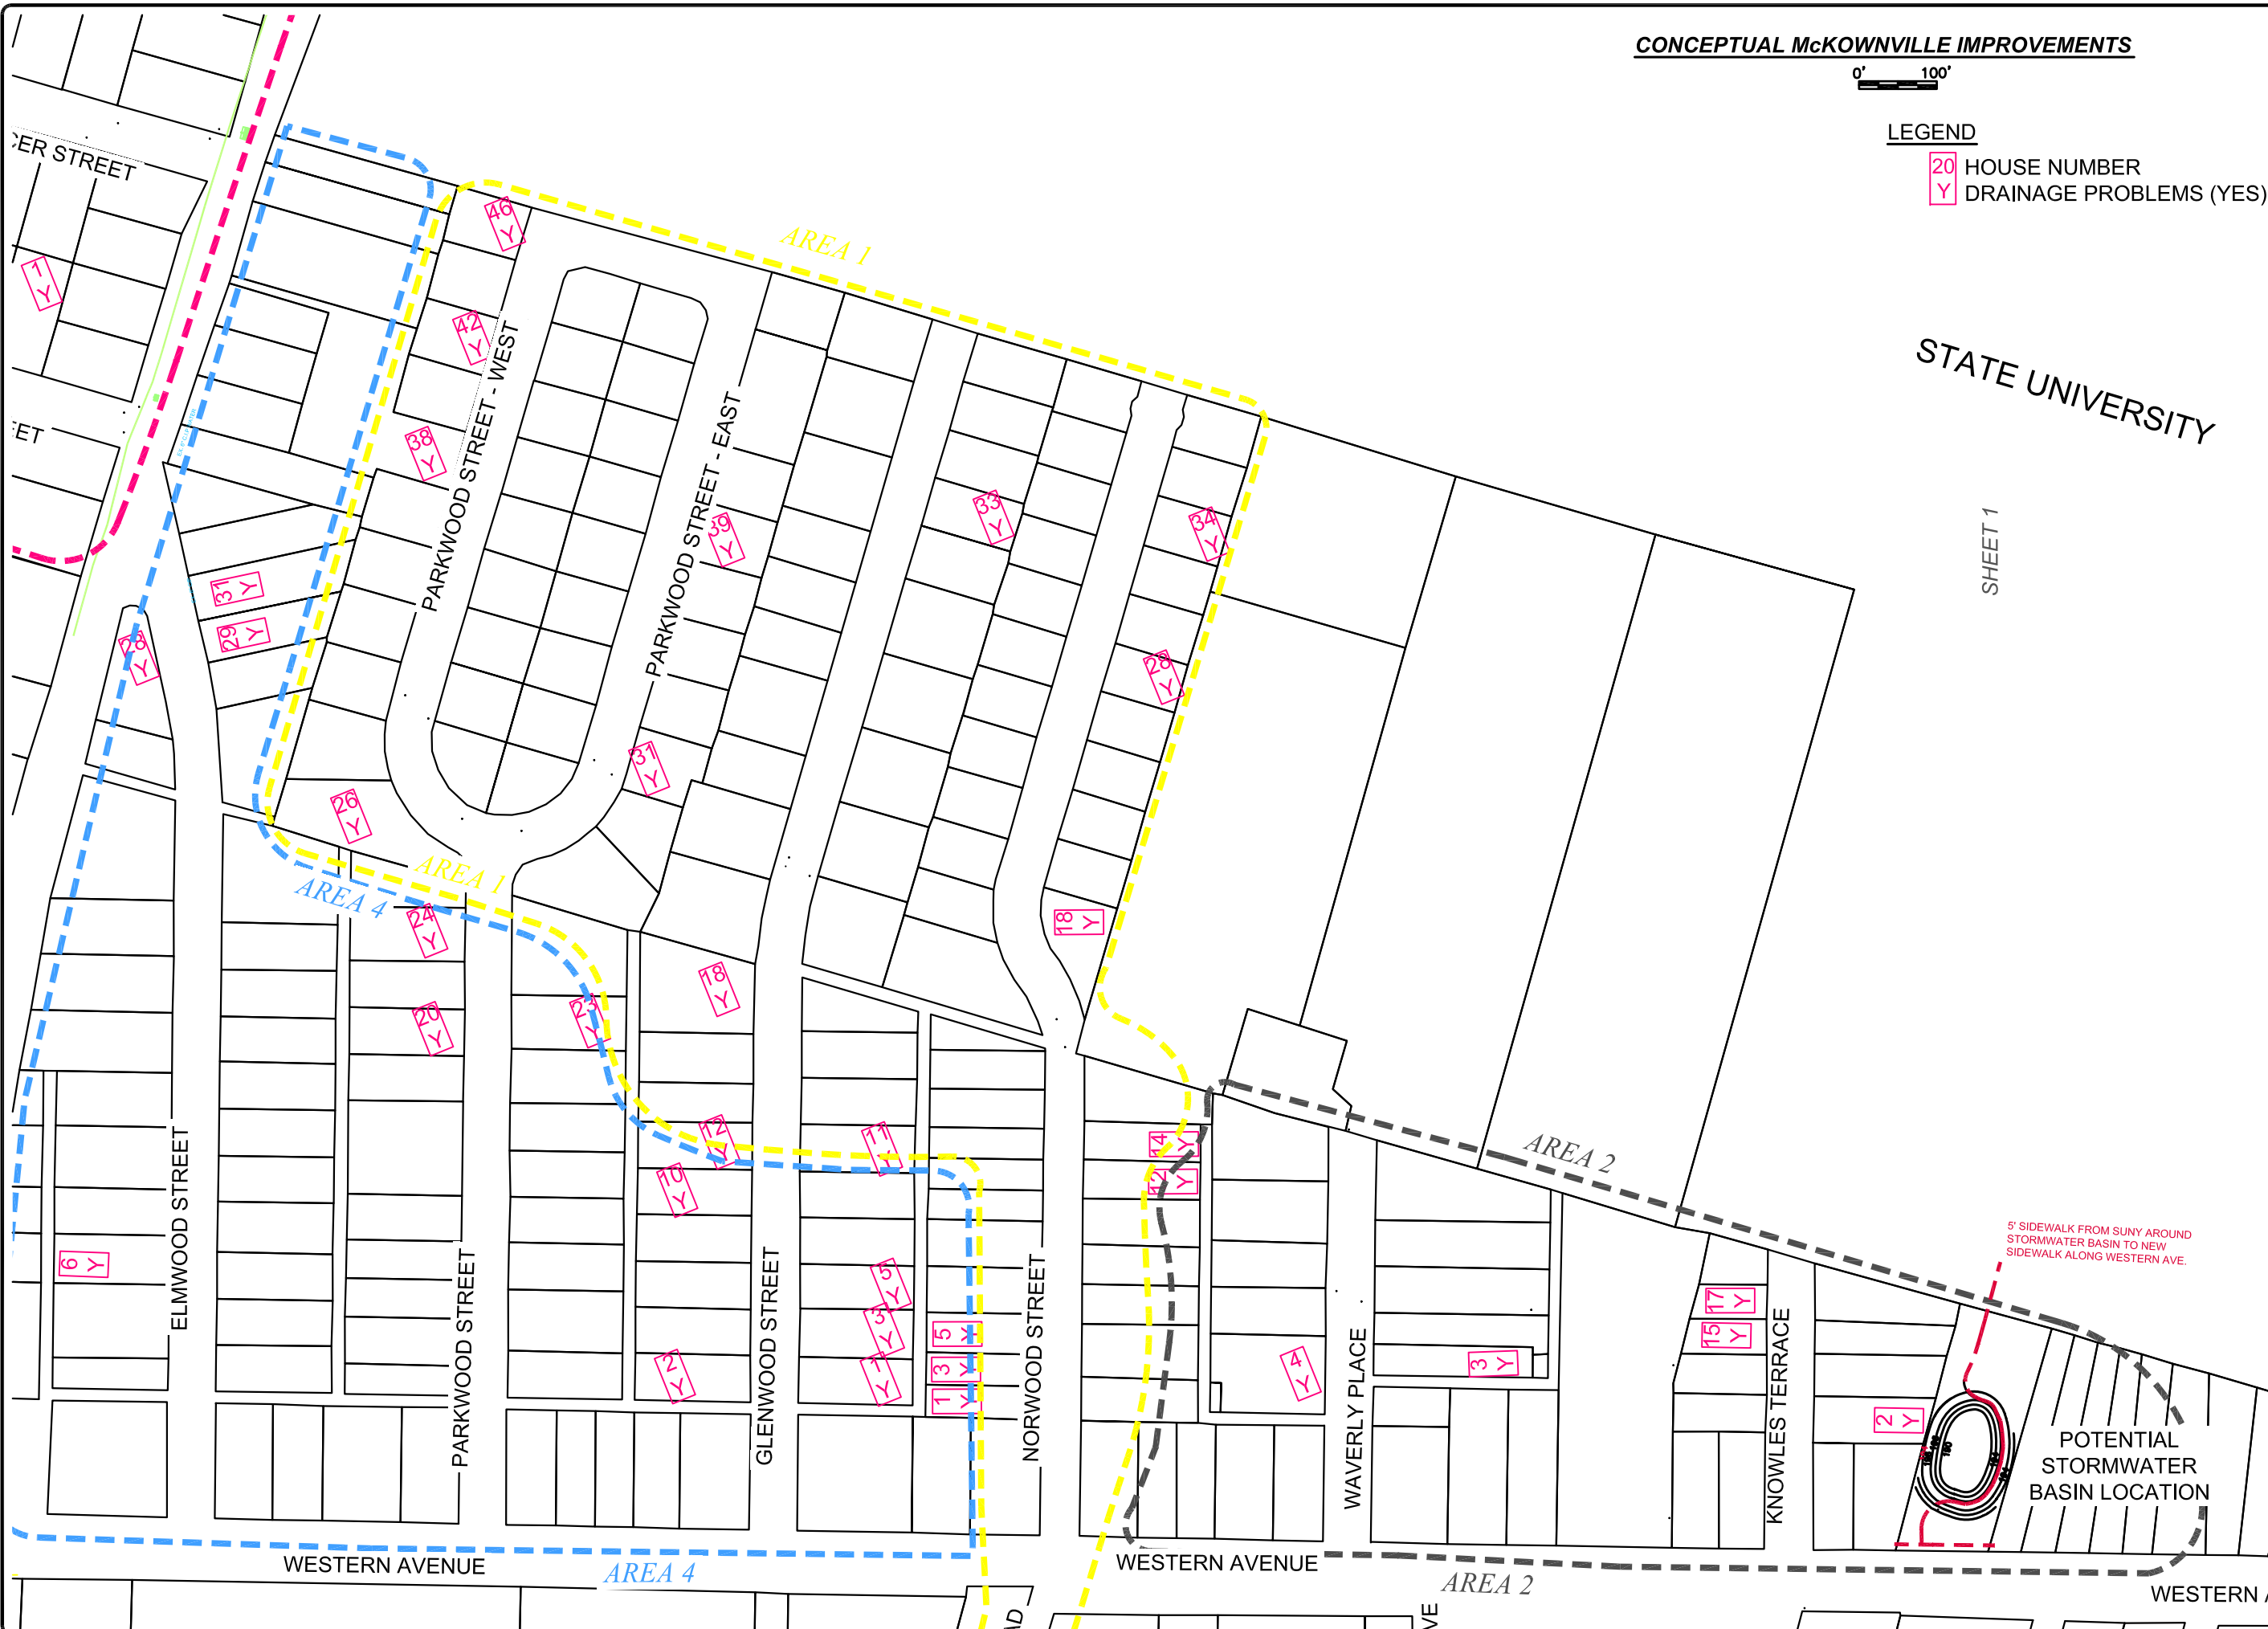 CONCEPTUAL McKOWNVILLE IMPROVEMENTS
0' 100'
LEGEND
20 HOUSE NUMBER
Y DRAINAGE PROBLEMS (YES)
CER STREET
ET
STATE UNIVERSITY
SHEET 1
AREA 1
46
Y
1
Y
42
Y
38
Y
PARKWOOD STREET - WEST
PARKWOOD STREET - EAST
39
Y
33
Y
34
Y
31
Y
29
Y
28
Y
28
Y
31
Y
26
Y
AREA 1
AREA 4
24
Y
18
Y
20
Y
23
Y
18
Y
12
Y
10
Y
11
Y
14
Y
12
Y
AREA 2
5' SIDEWALK FROM SUNY AROUND
STORMWATER BASIN TO NEW
SIDEWALK ALONG WESTERN AVE.
6
Y
ELMWOOD STREET
PARKWOOD STREET
GLENWOOD STREET
NORWOOD STREET
WAVERLY PLACE
KNOWLES TERRACE
5
Y
3
Y
1
Y
2
Y
5
Y
3
Y
1
Y
4
Y
3
Y
17
Y
15
Y
2
Y
POTENTIAL
STORMWATER
BASIN LOCATION
WESTERN AVENUE
AREA 4
WESTERN AVENUE
AREA 2
WESTERN A
AD
VE